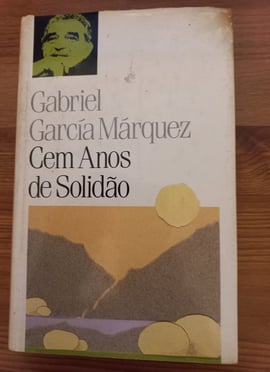 Gabriel
García Márquez
Cem Anos
de Solidão